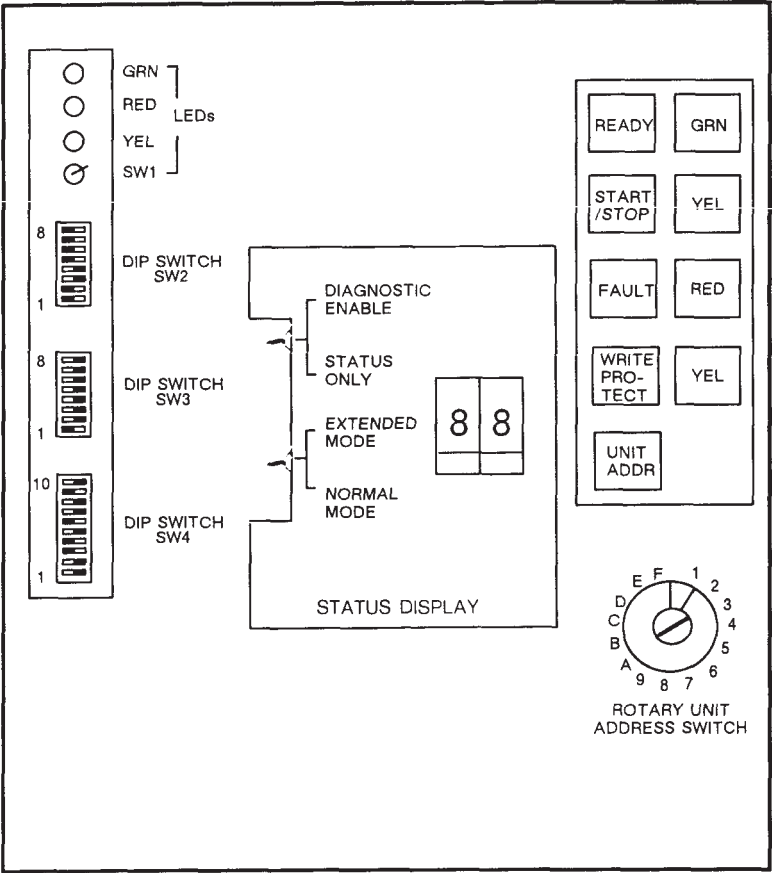 GRN
RED
LEDs
YEL
SW1
8
DIP SWITCH
SW2
1
8
DIP SWITCH
SW3
1
10
DIP SWITCH
SW4
1
DIAGNOSTIC
ENABLE
STATUS
ONLY
EXTENDED
MODE
NORMAL
MODE
8 8
STATUS DISPLAY
READY
GRN
START
/STOP
YEL
FAULT
RED
WRITE
PRO-
TECT
YEL
UNIT
ADDR
1
2
3
4
5
6
7
8
9
A
B
C
D
E
F
ROTARY UNIT
ADDRESS SWITCH